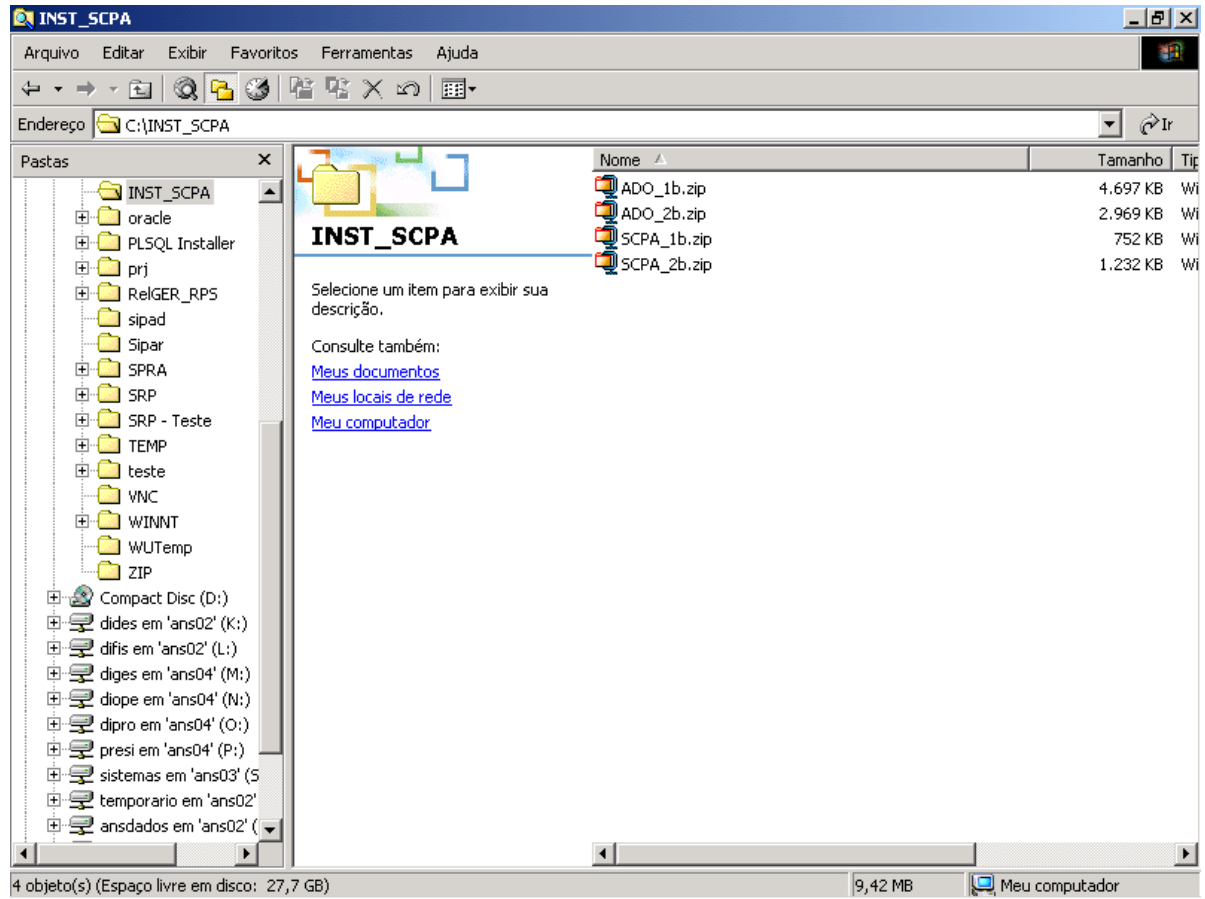 INST_SCPA
Arquivo Editar Exibir Favoritos Ferramentas Ajuda
Endereço C:\INST_SCPA Ir
Pastas
INST_SCPA
oracle
PLSQL Installer
prj
RelGER_RPS
sipad
Sipar
SPRA
SRP
SRP - Teste
TEMP
teste
VNC
WINNT
WUTemp
ZIP
Compact Disc (D:)
dides em 'ans02' (K:)
difis em 'ans02' (L:)
diges em 'ans04' (M:)
diope em 'ans04' (N:)
dipro em 'ans04' (O:)
presi em 'ans04' (P:)
sistemas em 'ans03' (S
temporario em 'ans02'
ansdados em 'ans02' (
INST_SCPA
Selecione um item para exibir sua
descrição.
Consulte também:
Meus documentos
Meus locais de rede
Meu computador
Nome Tamanho Tip
ADO_1b.zip 4.697 KB Wi
ADO_2b.zip 2.969 KB Wi
SCPA_1b.zip 752 KB Wi
SCPA_2b.zip 1.232 KB Wi
4 objeto(s) (Espaço livre em disco: 27,7 GB) 9,42 MB Meu computador